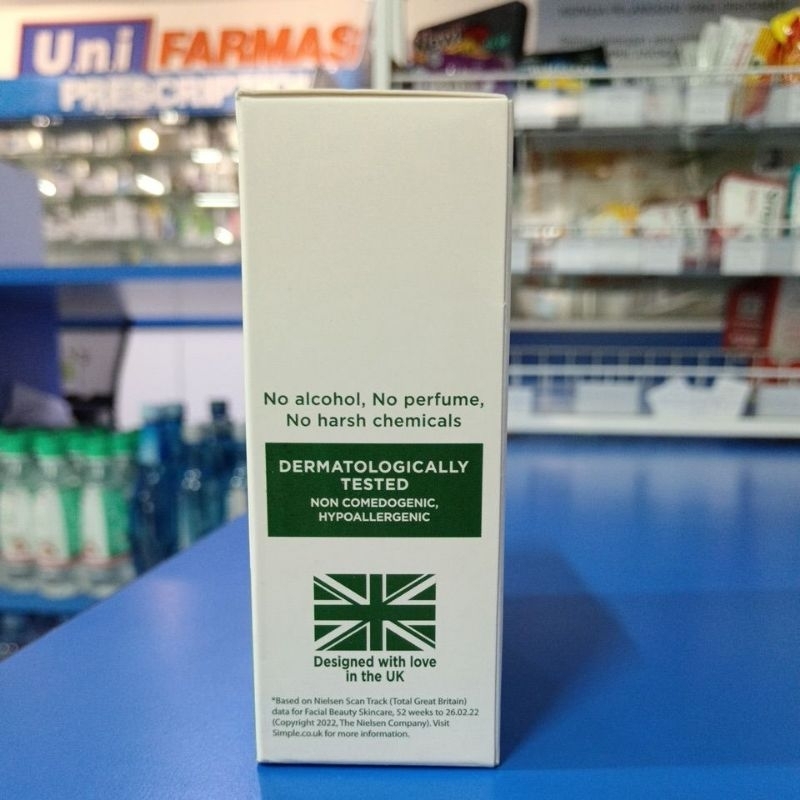 Uni FARMAS
PRESCRIPTION
No alcohol, No perfume,
No harsh chemicals
DERMATOLOGICALLY
TESTED
NON COMEDOGENIC,
HYPOALLERGENIC
Designed with love
in the UK
*Based on Nielsen Scan Track (Total Great Britain)
data for Facial Beauty Skincare, 52 weeks to 26.02.22
(Copyright 2022, The Nielsen Company). Visit
Simple.co.uk for more information.